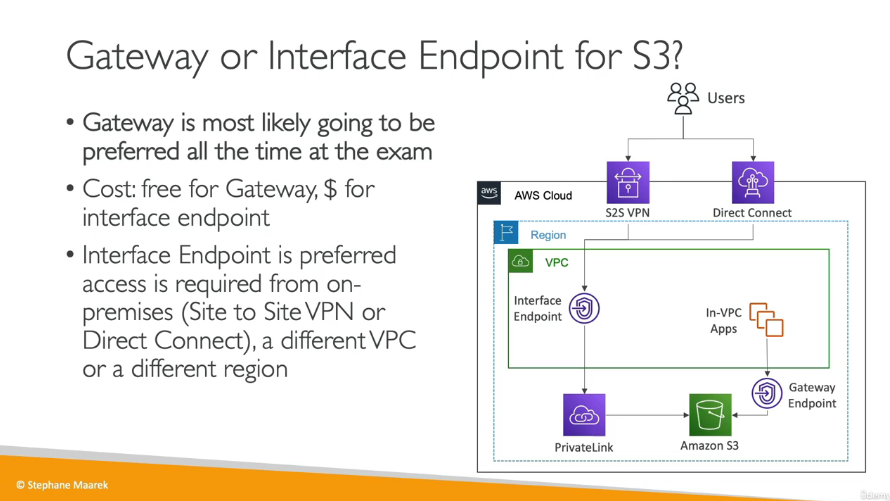 Gateway or Interface Endpoint for S3?
• Gateway is most likely going to be
preferred all the time at the exam
• Cost: free for Gateway, $ for
interface endpoint
• Interface Endpoint is preferred
access is required from on-
premises (Site to Site VPN or
Direct Connect), a different VPC
or a different region
Users
aws
AWS Cloud
S2S VPN
Direct Connect
Region
VPC
Interface
Endpoint
In-VPC
Apps
Gateway
Endpoint
PrivateLink
Amazon S3
© Stephane Maarek
Udemy